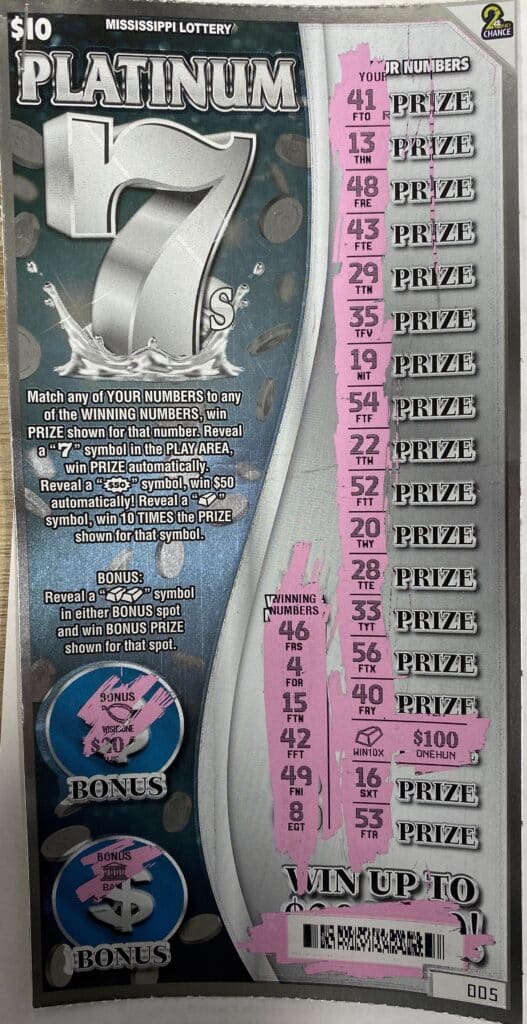 $10
MISSISSIPPI LOTTERY
2nd CHANCE
PLATINUM
7s
Match any of YOUR NUMBERS to any
of the WINNING NUMBERS, win
PRIZE shown for that number. Reveal
a "7" symbol in the PLAY AREA,
win PRIZE automatically.
Reveal a "$50" symbol, win $50
automatically! Reveal a " "
symbol, win 10 TIMES the PRIZE
shown for that symbol.
BONUS:
Reveal a " " symbol
in either BONUS spot
and win BONUS PRIZE
shown for that spot.
BONUS
BONUS
BONUS
$
BONUS
WINNING
NUMBERS
46
FRS
4
FOR
15
FTN
42
FFT
49
FNI
8
EGT
YOUR NUMBERS
41 PRIZE
FTO
13 PRIZE
THN
48 PRIZE
FRE
43 PRIZE
FTE
29 PRIZE
TTN
35 PRIZE
TFV
19 PRIZE
NIT
54 PRIZE
FTF
22 PRIZE
TTW
52 PRIZE
FTT
20 PRIZE
TWY
28 PRIZE
TTE
33 PRIZE
TYT
56 PRIZE
FTX
40 PRIZE
FRY
$100
WIN10X ONEHUN
16 PRIZE
SXT
53 PRIZE
FTR
WIN UP TO
005